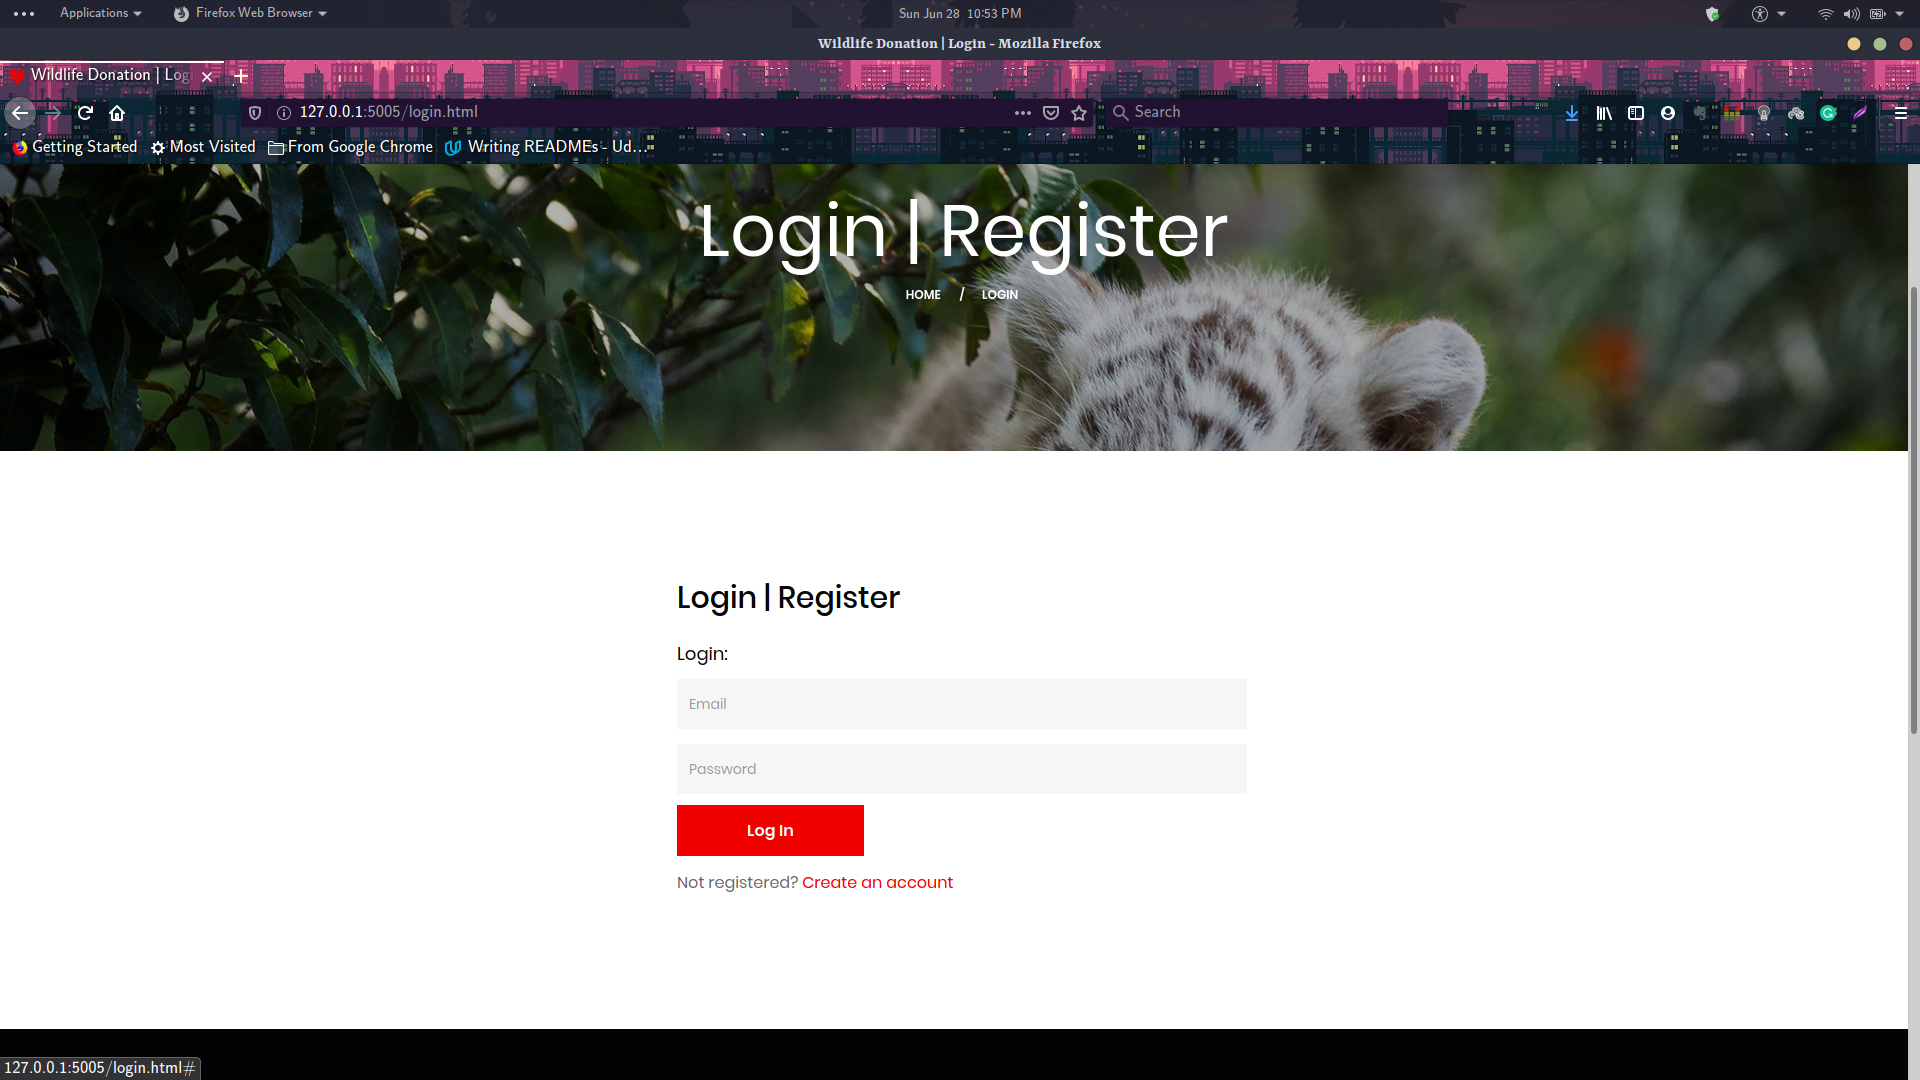 Applications
Firefox Web Browser
Sun Jun 28 10:53 PM
Wildlife Donation | Login - Mozilla Firefox
Wildlife Donation | Log
127.0.0.1:5005/login.html
Search
Getting Started
Most Visited
From Google Chrome
Writing READMEs - Ud…
Login | Register
HOME / LOGIN
Login | Register
Login:
Email
Password
Log In
Not registered? Create an account
127.0.0.1:5005/login.html#